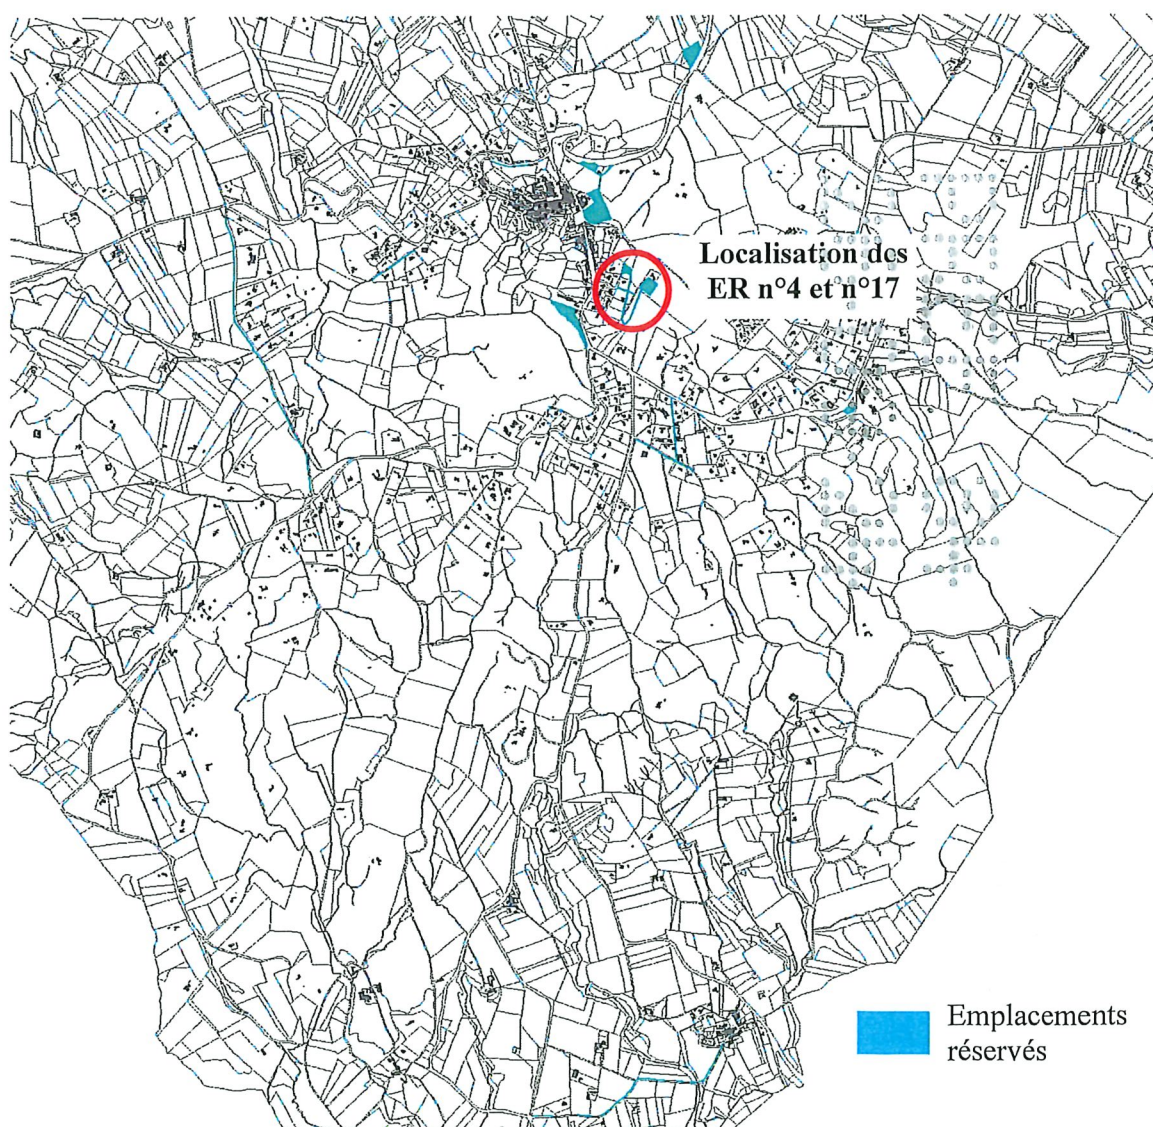 Localisation des
ER n°4 et n°17
Emplacements
réservés